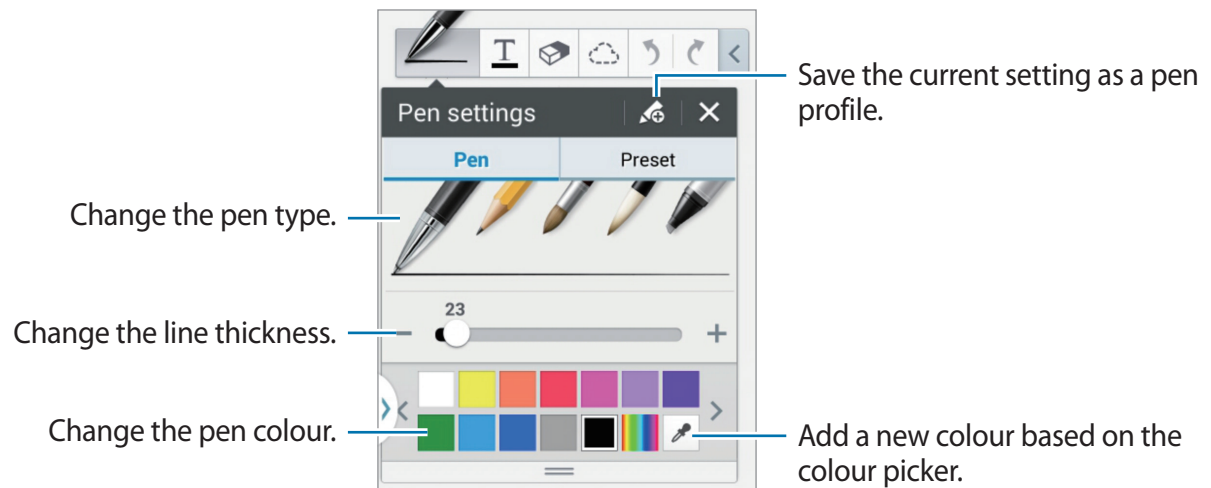 T
Save the current setting as a pen
profile.
Pen settings
Pen
Preset
Change the pen type.
23
Change the line thickness.
Change the pen colour.
Add a new colour based on the
colour picker.